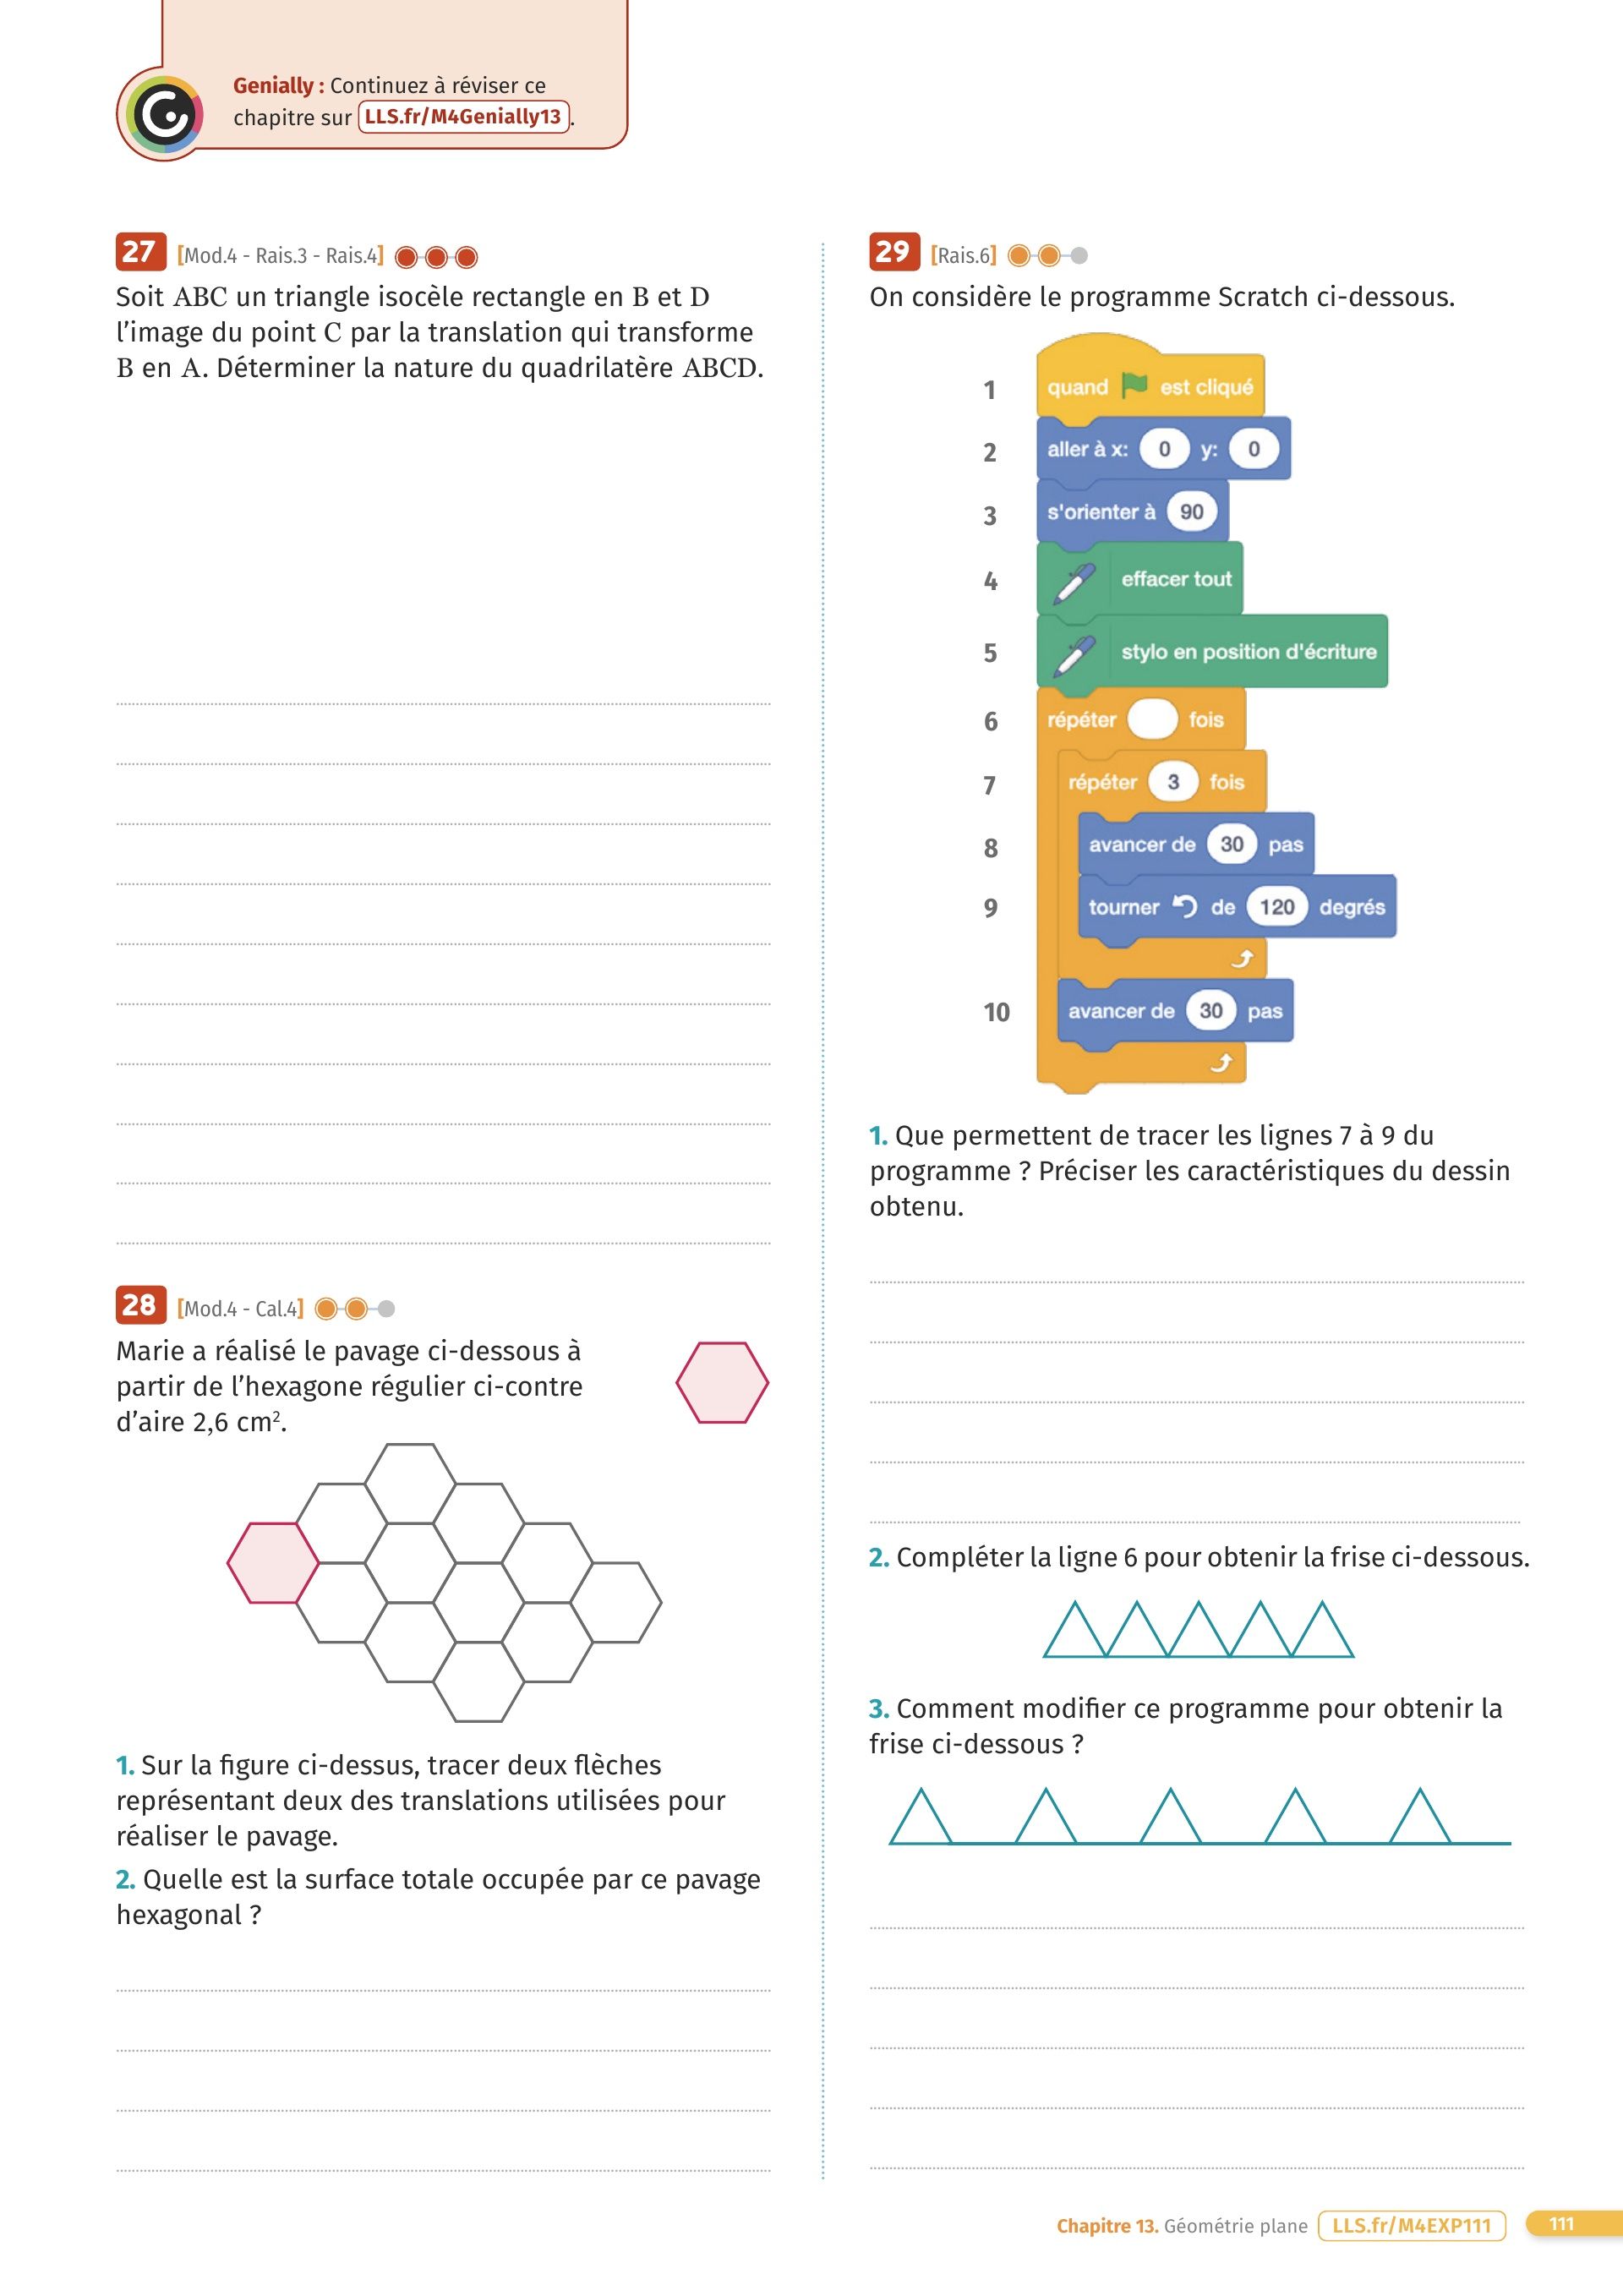 Genially : Continuez à réviser ce
chapitre sur LLS.fr/M4Genially13.
27 [Mod.4 - Rais.3 - Rais.4]
Soit ABC un triangle isocèle rectangle en B et D
l’image du point C par la translation qui transforme
B en A. Déterminer la nature du quadrilatère ABCD.
28 [Mod.4 - Cal.4]
Marie a réalisé le pavage ci-dessous à
partir de l’hexagone régulier ci-contre
d’aire 2,6 cm².
1. Sur la figure ci-dessus, tracer deux flèches
représentant deux des translations utilisées pour
réaliser le pavage.
2. Quelle est la surface totale occupée par ce pavage
hexagonal ?
29 [Rais.6]
On considère le programme Scratch ci-dessous.
1 quand est cliqué
2 aller à x: 0 y: 0
3 s'orienter à 90
4 effacer tout
5 stylo en position d'écriture
6 répéter fois
7 répéter 3 fois
8 avancer de 30 pas
9 tourner de 120 degrés
10 avancer de 30 pas
1. Que permettent de tracer les lignes 7 à 9 du
programme ? Préciser les caractéristiques du dessin
obtenu.
2. Compléter la ligne 6 pour obtenir la frise ci-dessous.
3. Comment modifier ce programme pour obtenir la
frise ci-dessous ?
Chapitre 13. Géométrie plane LLS.fr/M4EXP111 111